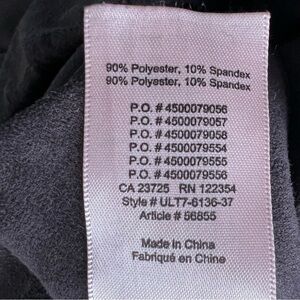 90% Polyester, 10% Spandex
90% Polyester, 10% Spandex
P.O. # 4500079056
P.O. # 4500079057
P.O. # 4500079058
P.O. # 4500079554
P.O. # 4500079555
P.O. # 4500079556
CA 23725 RN 122354
Style # ULT7-6136-37
Article # 56855
Made in China
Fabriqué en Chine